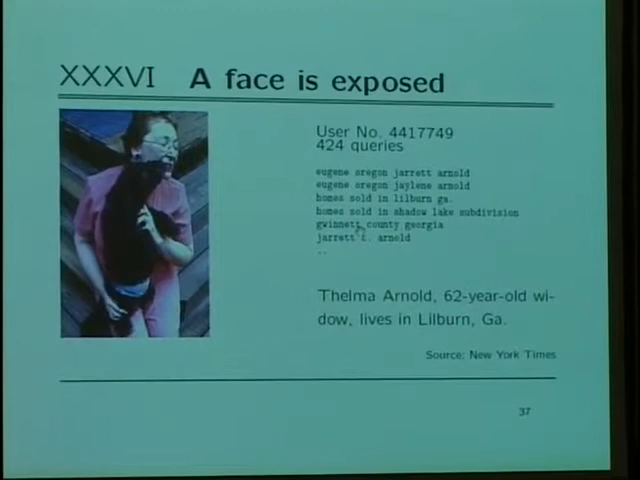 XXXVI A face is exposed
User No. 4417749
424 queries
eugene oregon jarrett arnold
eugene oregon jaylene arnold
homes sold in lilburn ga.
homes sold in shadow lake subdivision
gwinnett county georgia
jarrett t. arnold
..
Thelma Arnold, 62-year-old wi-
dow, lives in Lilburn, Ga.
Source: New York Times
37